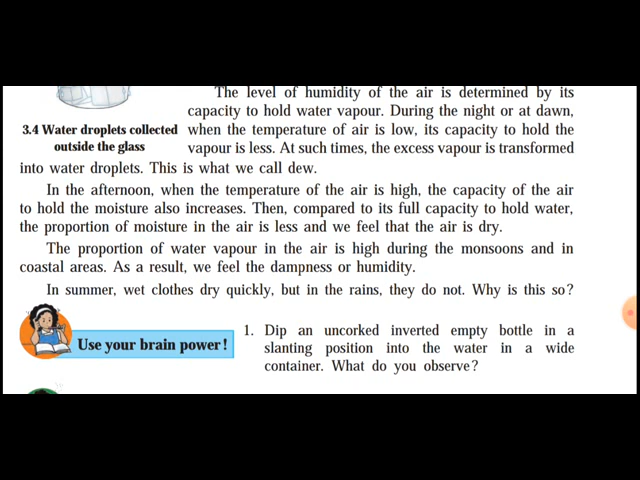 The level of humidity of the air is determined by its
capacity to hold water vapour. During the night or at dawn,
3.4 Water droplets collected
outside the glass
when the temperature of air is low, its capacity to hold the
vapour is less. At such times, the excess vapour is transformed
into water droplets. This is what we call dew.
In the afternoon, when the temperature of the air is high, the capacity of the air
to hold the moisture also increases. Then, compared to its full capacity to hold water,
the proportion of moisture in the air is less and we feel that the air is dry.
The proportion of water vapour in the air is high during the monsoons and in
coastal areas. As a result, we feel the dampness or humidity.
In summer, wet clothes dry quickly, but in the rains, they do not. Why is this so?
Use your brain power!
1. Dip an uncorked inverted empty bottle in a
slanting position into the water in a wide
container. What do you observe?